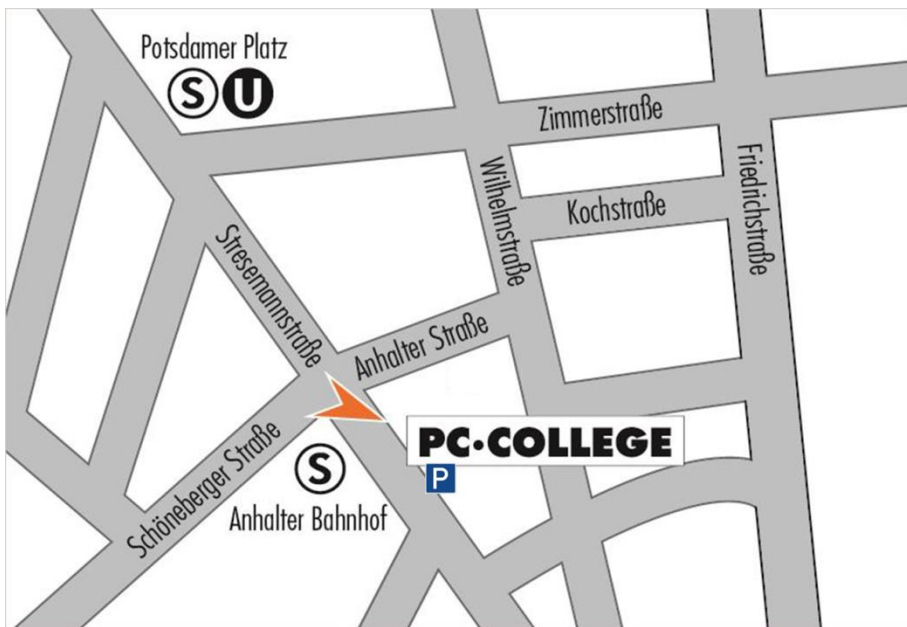 Potsdamer Platz
S U
Zimmerstraße
Wilhelmstraße
Kochstraße
Friedrichstraße
Stresemannstraße
Anhalter Straße
PC•COLLEGE
P
Schöneberger Straße
S
Anhalter Bahnhof